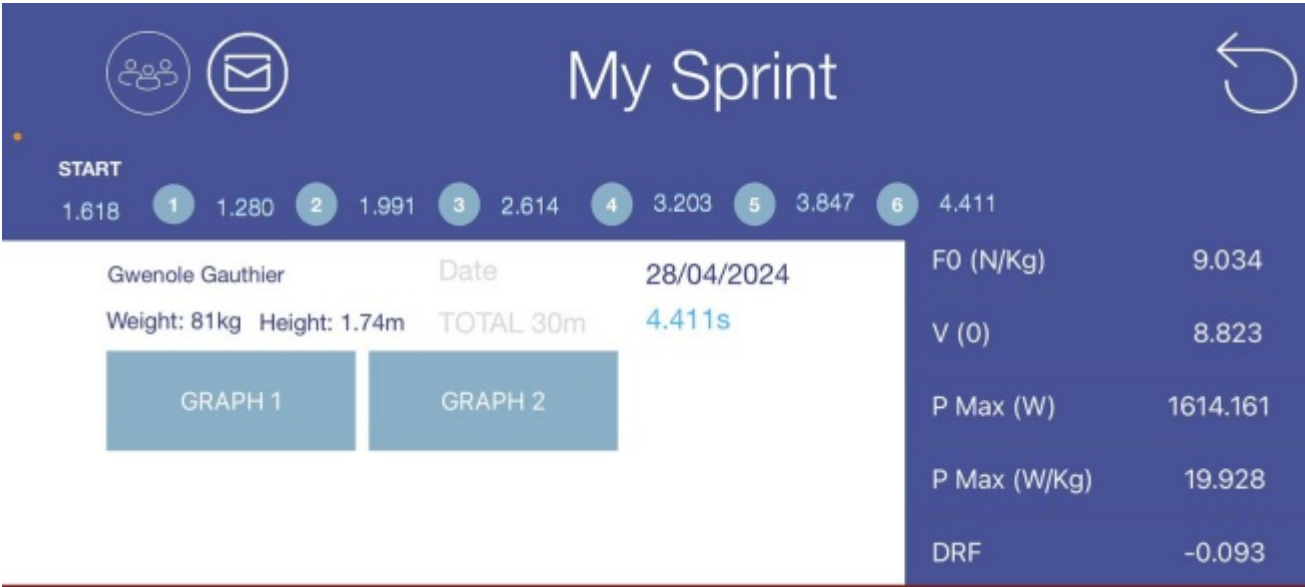 My Sprint
START
1.618 1 1.280 2 1.991 3 2.614 4 3.203 5 3.847 6 4.411
Gwenole Gauthier Date 28/04/2024
Weight: 81kg Height: 1.74m TOTAL 30m 4.411s
GRAPH 1 GRAPH 2
F0 (N/Kg) 9.034
V (0) 8.823
P Max (W) 1614.161
P Max (W/Kg) 19.928
DRF -0.093